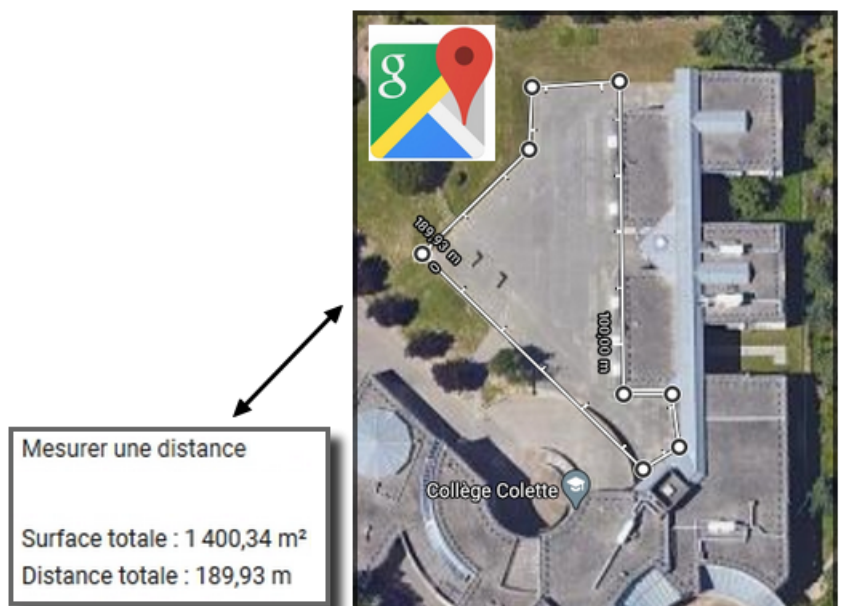 g
189,93 m
0
100,00 m
Collège Colette
Mesurer une distance
Surface totale : 1 400,34 m²
Distance totale : 189,93 m